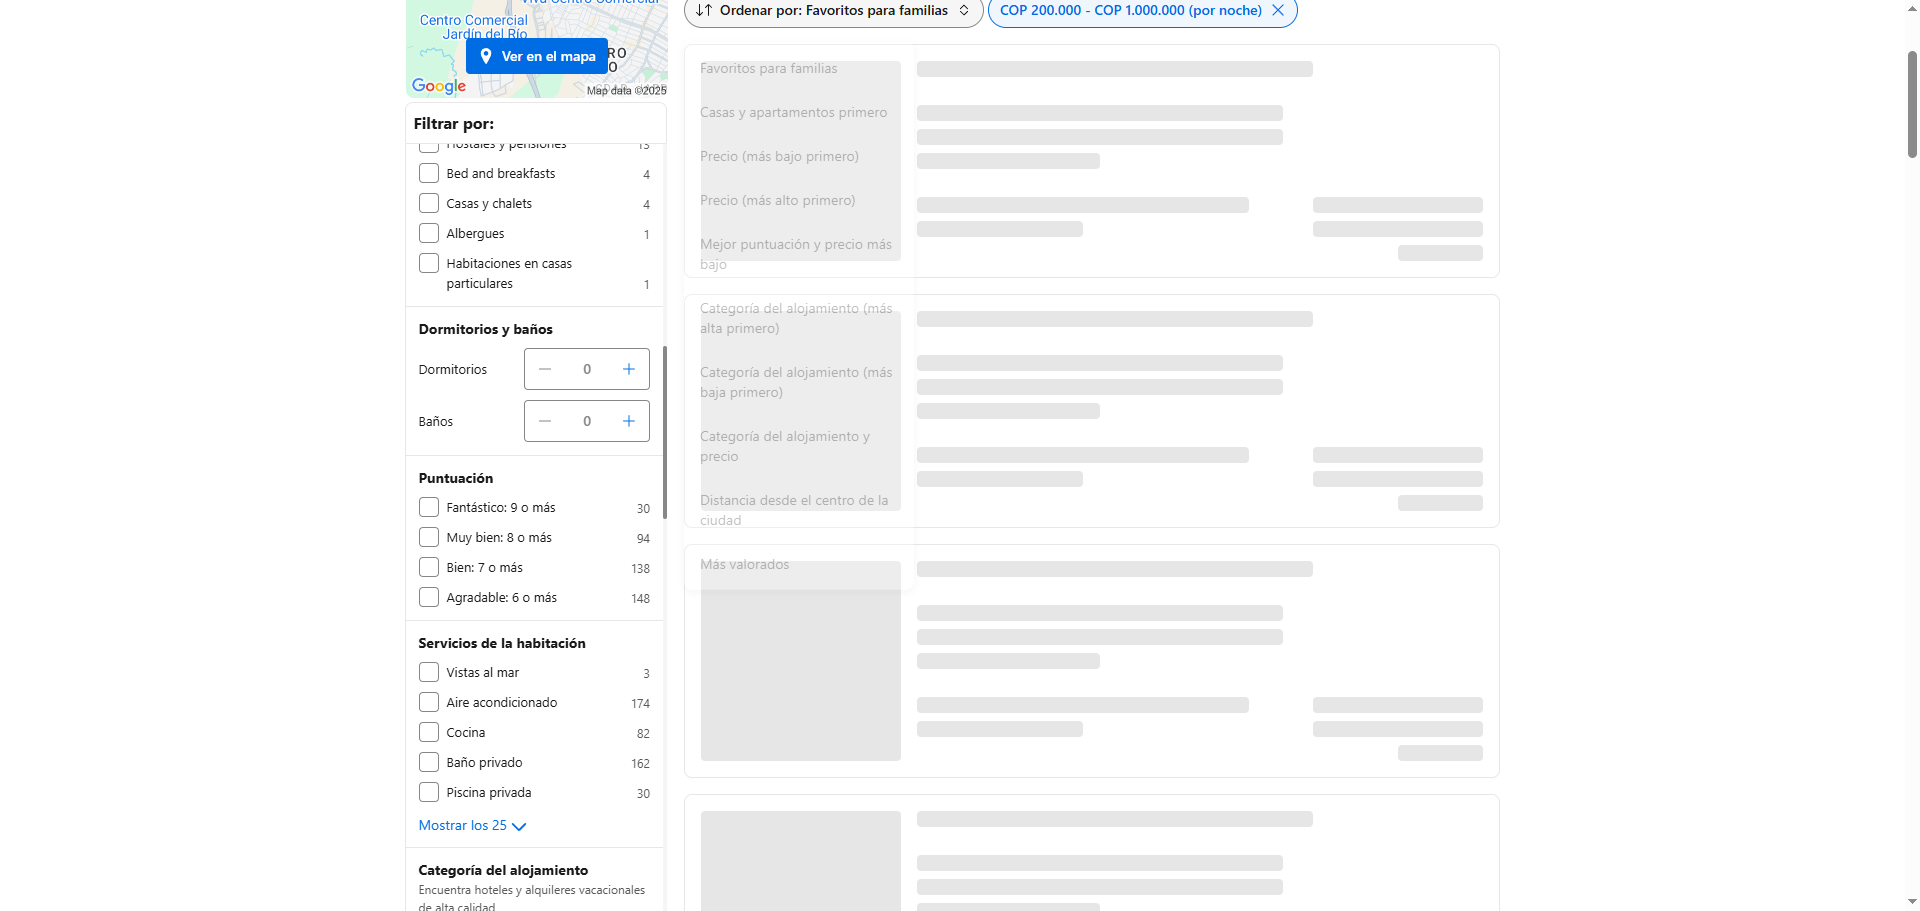 Viva Centro Comercial
Centro Comercial
Jardín del Río
Ver en el mapa
RO
O
Google
Map data ©2025
Filtrar por:
Hostales y pensiones 13
Bed and breakfasts 4
Casas y chalets 4
Albergues 1
Habitaciones en casas
particulares 1
Dormitorios y baños
Dormitorios 0
Baños 0
Puntuación
Fantástico: 9 o más 30
Muy bien: 8 o más 94
Bien: 7 o más 138
Agradable: 6 o más 148
Servicios de la habitación
Vistas al mar 3
Aire acondicionado 174
Cocina 82
Baño privado 162
Piscina privada 30
Mostrar los 25
Categoría del alojamiento
Encuentra hoteles y alquileres vacacionales
de alta calidad
Ordenar por: Favoritos para familias
COP 200.000 - COP 1.000.000 (por noche)
Favoritos para familias
Casas y apartamentos primero
Precio (más bajo primero)
Precio (más alto primero)
Mejor puntuación y precio más
bajo
Categoría del alojamiento (más
alta primero)
Categoría del alojamiento (más
baja primero)
Categoría del alojamiento y
precio
Distancia desde el centro de la
ciudad
Más valorados